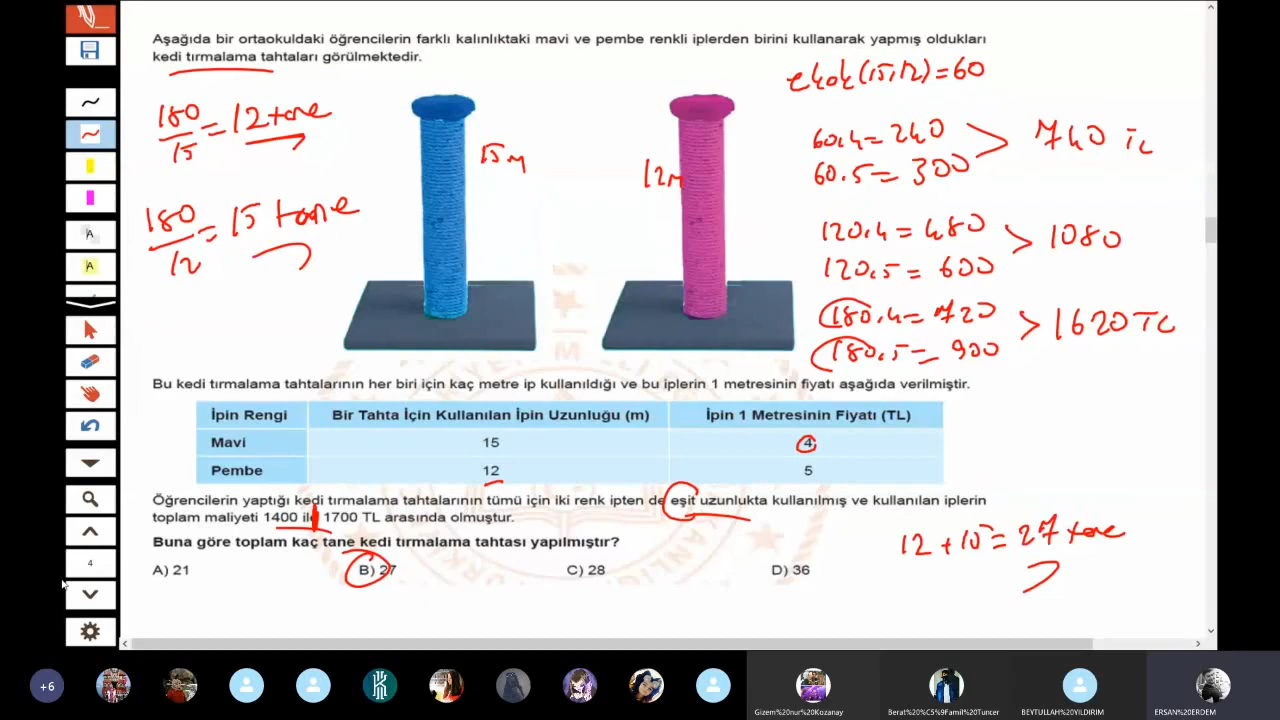 Aşağıda bir ortaokuldaki öğrencilerin farklı kalınlıktaki mavi ve pembe renkli iplerden birini kullanarak yapmış oldukları
kedi tırmalama tahtaları görülmektedir.
ekok(15,12)=60
180/15=12 tane
15m
12m
60.4=240
60.5=300
>740 TL
180/12=15 tane
120.4=480
120.5=600
>1080
180.4=720
180.5=900
>1620TL
Bu kedi tırmalama tahtalarının her biri için kaç metre ip kullanıldığı ve bu iplerin 1 metresinin fiyatı aşağıda verilmiştir.
İpin Rengi Bir Tahta İçin Kullanılan İpin Uzunluğu (m) İpin 1 Metresinin Fiyatı (TL)
Mavi 15 4
Pembe 12 5
Öğrencilerin yaptığı kedi tırmalama tahtalarının tümü için iki renk ipten de eşit uzunlukta kullanılmış ve kullanılan iplerin
toplam maliyeti 1400 ile 1700 TL arasında olmuştur.
Buna göre toplam kaç tane kedi tırmalama tahtası yapılmıştır?
12+15=27 tane
A) 21 B) 27 C) 28 D) 36
4
+6
Gizem%20nur%20Kozanay
Berat%20%C5%9Famil%20Tuncer
BEYTULLAH%20YILDIRIM
ERSAN%20ERDEM